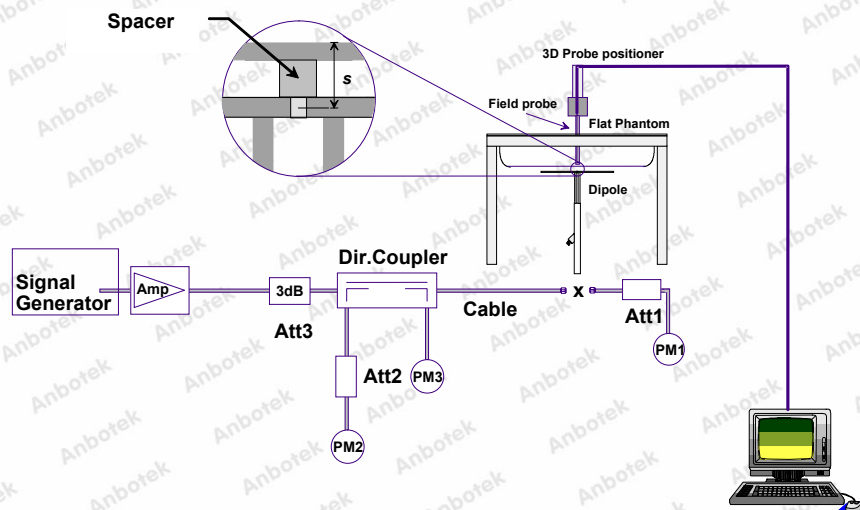 Spacer
s
3D Probe positioner
Field probe
Flat Phantom
Dipole
Signal
Generator
Amp
3dB
Att3
Dir.Coupler
Cable
x
Att1
PM1
Att2
PM3
PM2
Anbotek